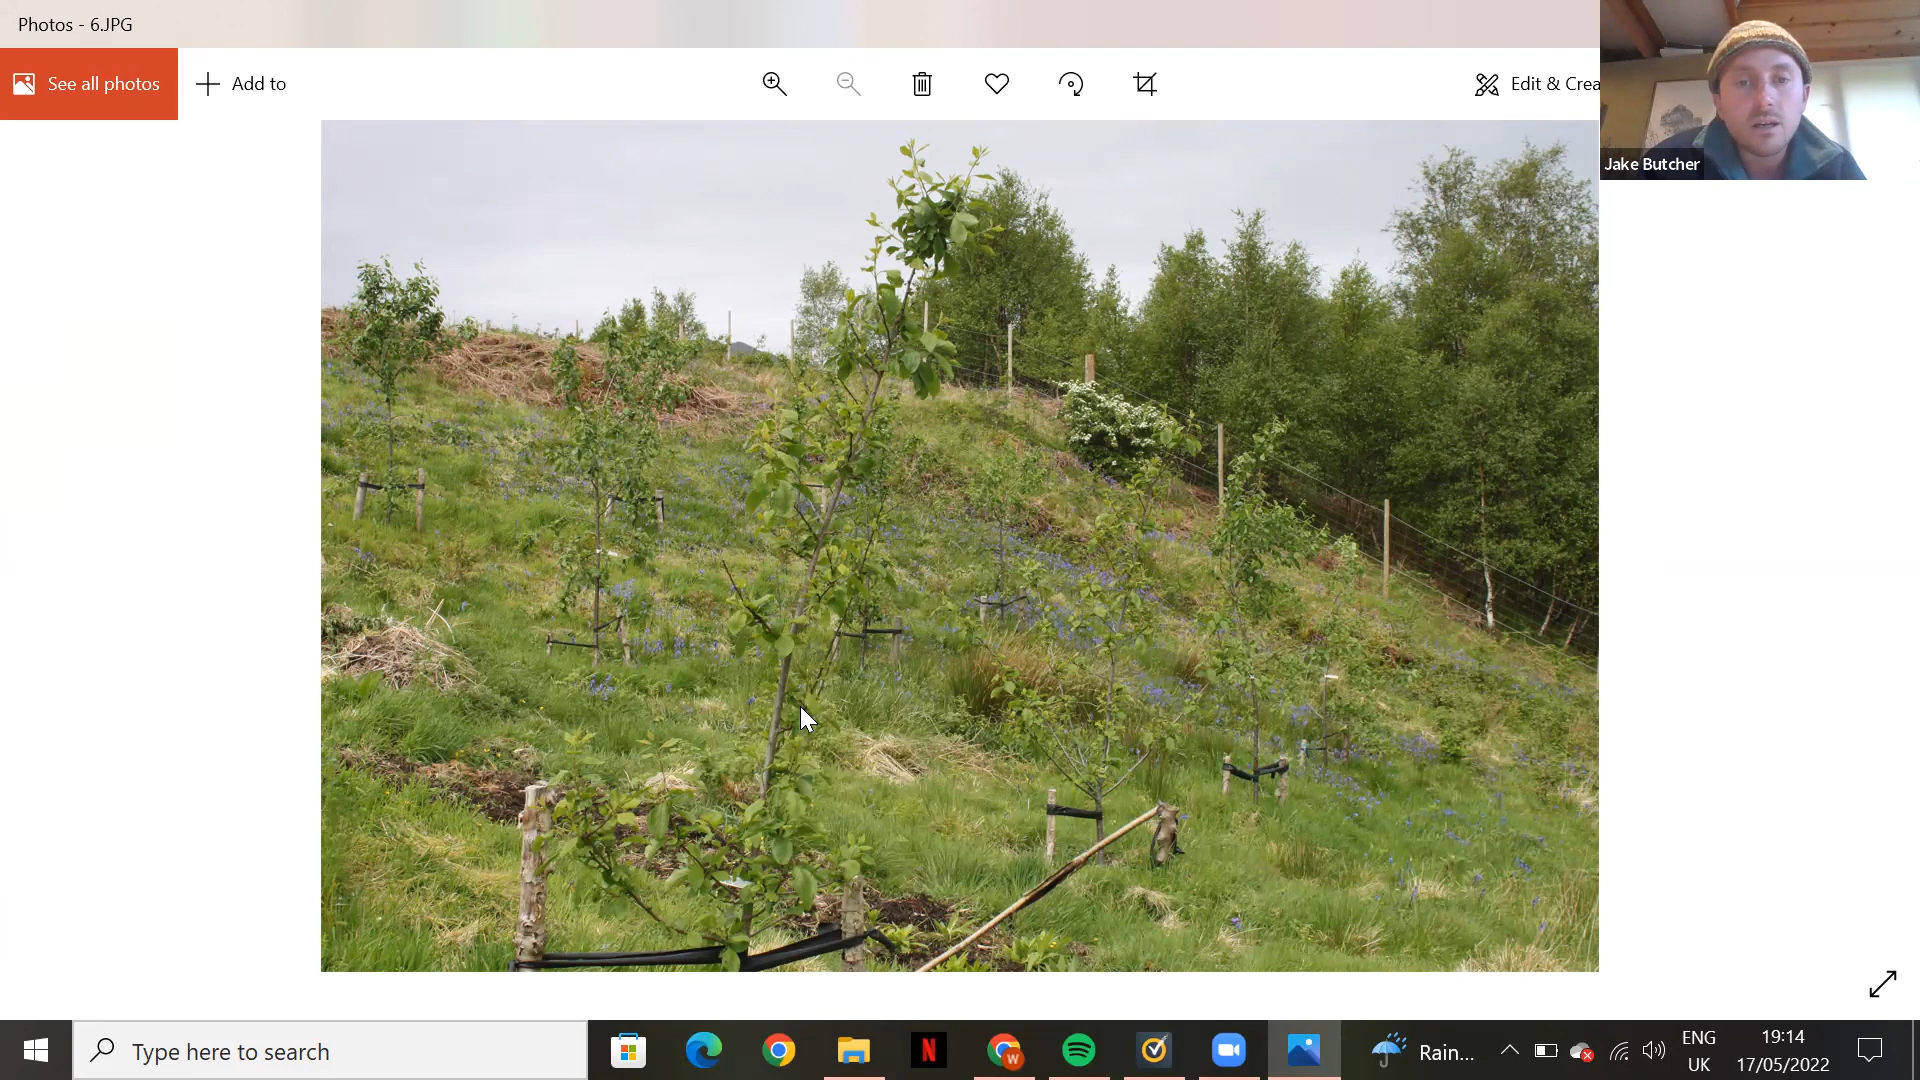 Photos - 6.JPG
See all photos
Add to
Edit & Crea
Jake Butcher
Type here to search
N
W
Rain...
ENG
UK
19:14
17/05/2022